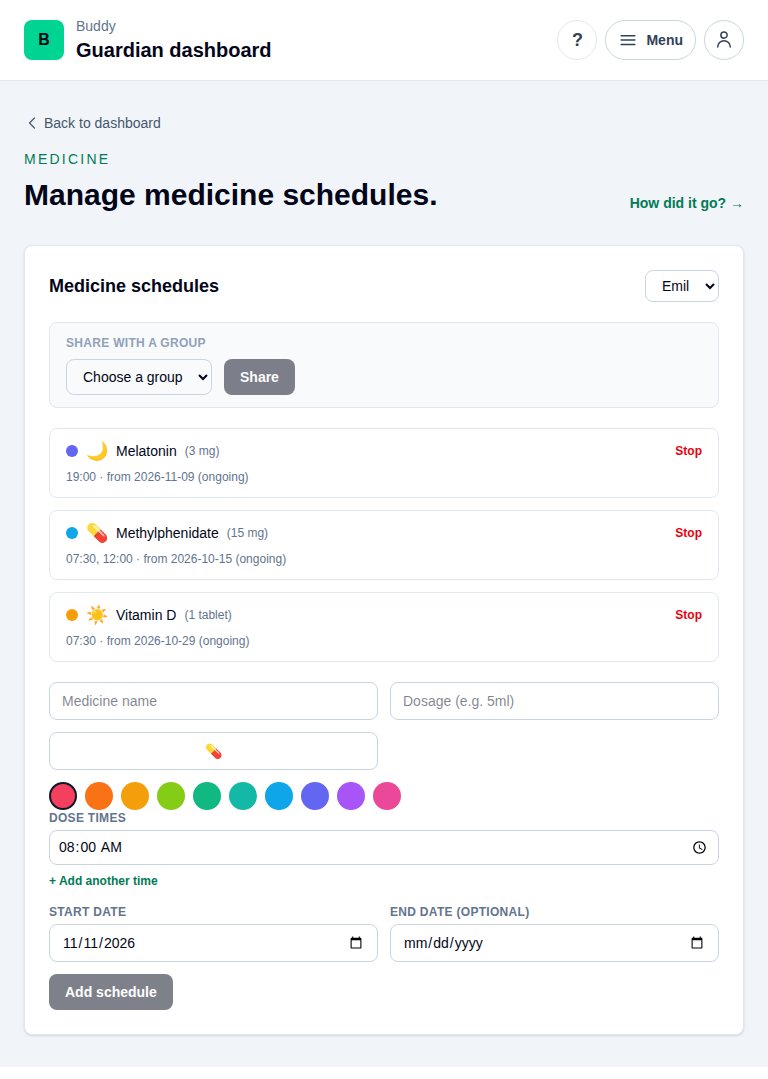 B
Buddy
Guardian dashboard
?
Menu
Back to dashboard
MEDICINE
Manage medicine schedules.
How did it go? →
Medicine schedules
Emil
SHARE WITH A GROUP
Choose a group
Share
Melatonin (3 mg)
Stop
19:00 · from 2026-11-09 (ongoing)
Methylphenidate (15 mg)
Stop
07:30, 12:00 · from 2026-10-15 (ongoing)
Vitamin D (1 tablet)
Stop
07:30 · from 2026-10-29 (ongoing)
Medicine name
Dosage (e.g. 5ml)
DOSE TIMES
08:00 AM
+ Add another time
START DATE
END DATE (OPTIONAL)
11/11/2026
mm/dd/yyyy
Add schedule